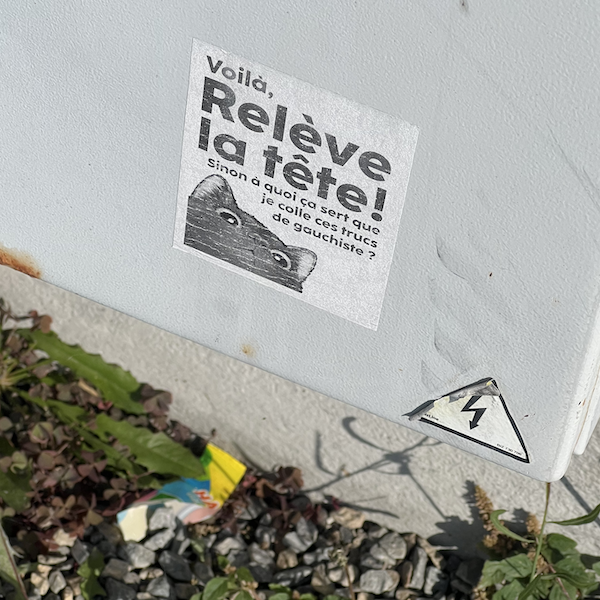 Voilà,
Relève
la tête!
Sinon à quoi ça sert que
je colle ces trucs
de gauchiste ?